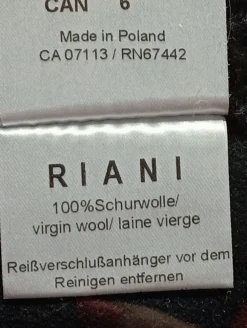 CAN 6
Made in Poland
CA 07113 / RN67442
RIANI
100%Schurwolle/
virgin wool/ laine vierge
Reißverschlußanhänger vor dem
Reinigen entfernen